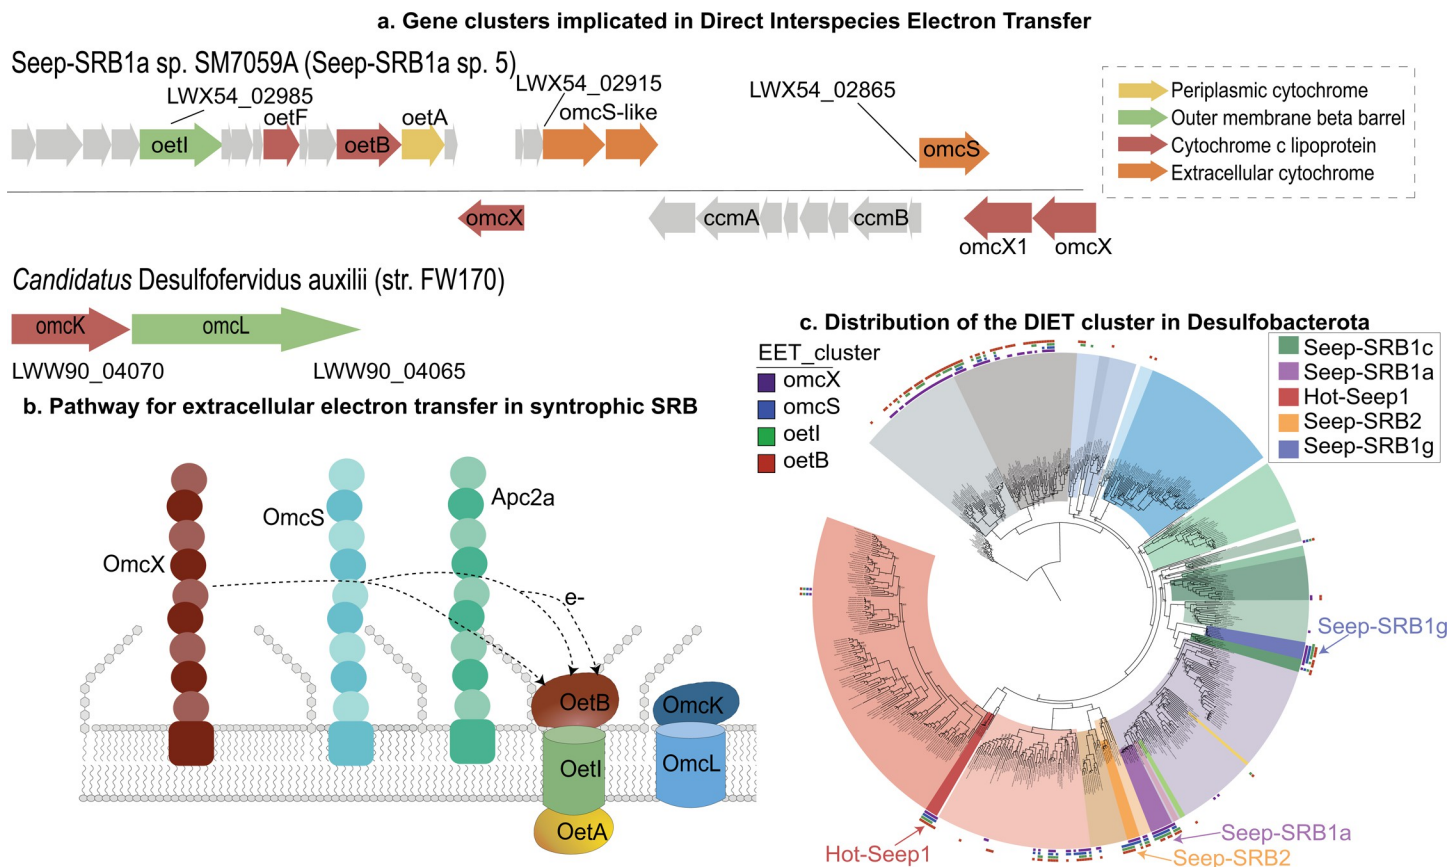 a. Gene clusters implicated in Direct Interspecies Electron Transfer
Seep-SRB1a sp. SM7059A (Seep-SRB1a sp. 5)
LWX54_02985
LWX54_02915
LWX54_02865
oetI
oetF
oetB
oetA
omcS-like
omcS
omcX
ccmA
ccmB
omcX1
omcX
Periplasmic cytochrome
Outer membrane beta barrel
Cytochrome c lipoprotein
Extracellular cytochrome
Candidatus Desulfofervidus auxilii (str. FW170)
omcK
omcL
LWW90_04070
LWW90_04065
b. Pathway for extracellular electron transfer in syntrophic SRB
OmcX
OmcS
Apc2a
e-
OetB
OetI
OetA
OmcK
OmcL
c. Distribution of the DIET cluster in Desulfobacterota
EET_cluster
omcX
omcS
oetI
oetB
Seep-SRB1c
Seep-SRB1a
Hot-Seep1
Seep-SRB2
Seep-SRB1g
Seep-SRB1g
Seep-SRB1a
Seep-SRB2
Hot-Seep1